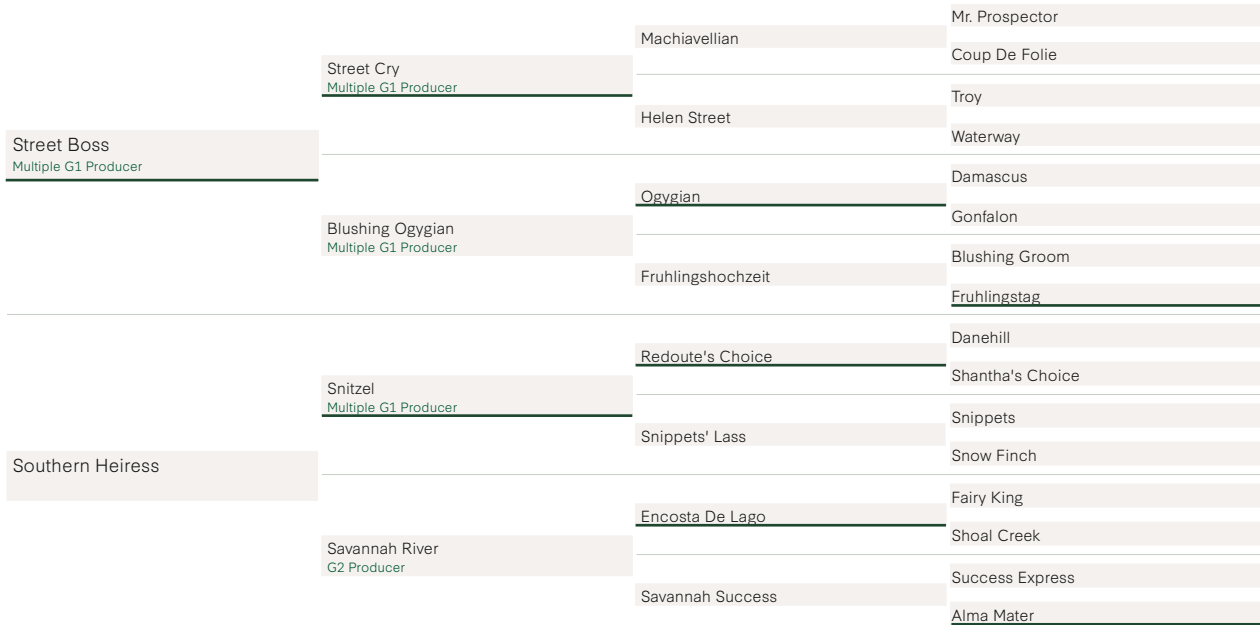 Mr. Prospector
Machiavellian
Coup De Folie
Street Cry
Multiple G1 Producer
Troy
Helen Street
Waterway
Street Boss
Multiple G1 Producer
Damascus
Ogygian
Gonfalon
Blushing Ogygian
Multiple G1 Producer
Blushing Groom
Fruhlingshochzeit
Fruhlingstag
Danehill
Redoute's Choice
Shantha's Choice
Snitzel
Multiple G1 Producer
Snippets
Snippets' Lass
Snow Finch
Southern Heiress
Fairy King
Encosta De Lago
Shoal Creek
Savannah River
G2 Producer
Success Express
Savannah Success
Alma Mater